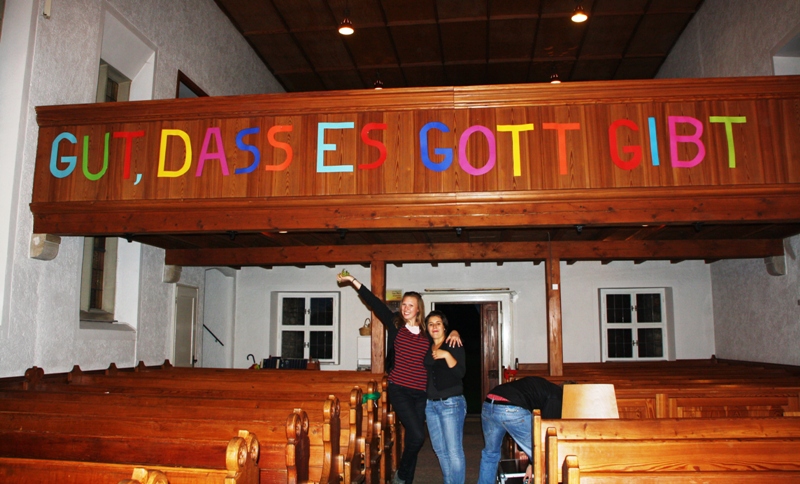 GUT, DASS ES GOTT GIBT